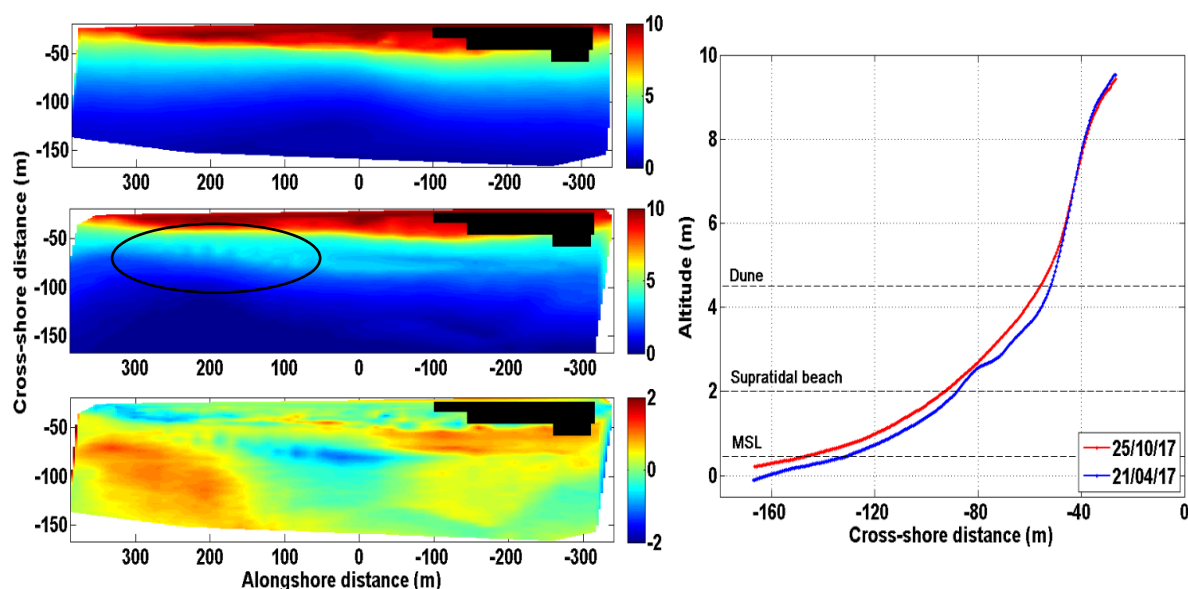 -50
-100
-150
300 200 100 0 -100 -200 -300
10
5
0
-50
-100
-150
300 200 100 0 -100 -200 -300
10
5
0
-50
-100
-150
300 200 100 0 -100 -200 -300
2
0
-2
Cross-shore distance (m)
Alongshore distance (m)
10
8
6
4
2
0
Altitude (m)
Dune
Supratidal beach
MSL
25/10/17
21/04/17
-160 -120 -80 -40 0
Cross-shore distance (m)